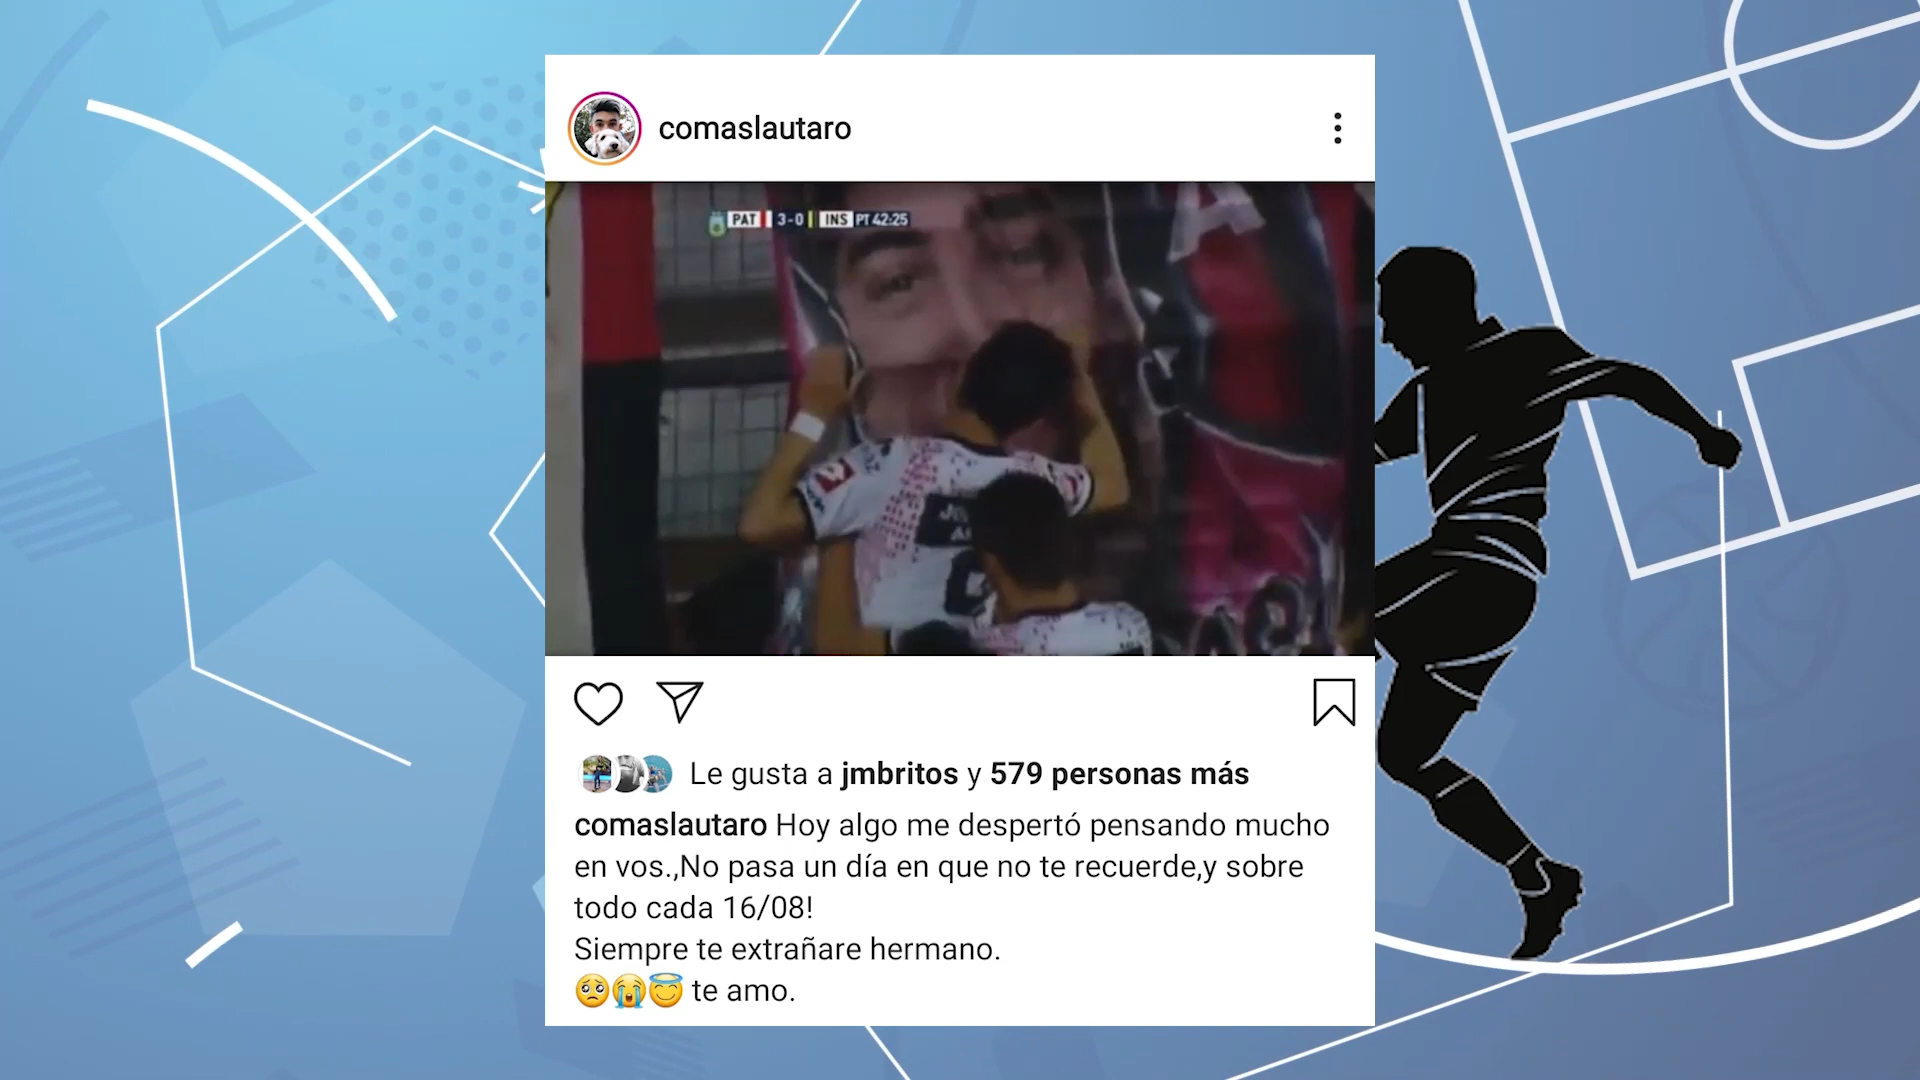 comaslautaro
PAT 3-0 INS PT 42:25
Le gusta a jmbritos y 579 personas más
comaslautaro Hoy algo me despertó pensando mucho
en vos.,No pasa un día en que no te recuerde,y sobre
todo cada 16/08!
Siempre te extrañare hermano.
🥺😭😇 te amo.